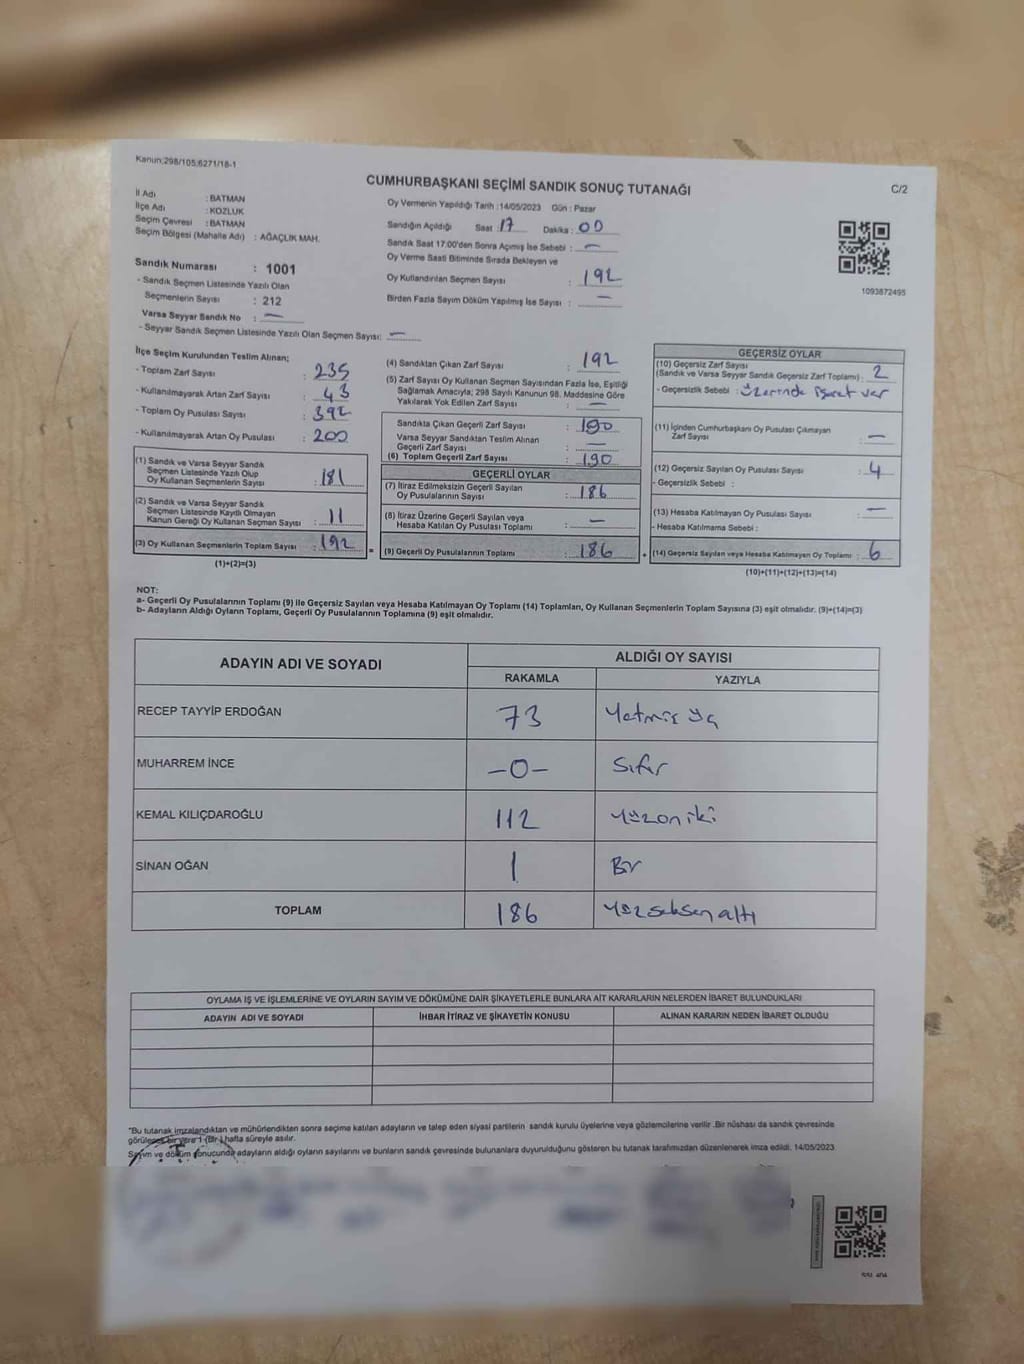 Kanun;298/105;6271/18-1
CUMHURBAŞKANI SEÇİMİ SANDIK SONUÇ TUTANAĞI
C/2
İl Adı : BATMAN
İlçe Adı : KOZLUK
Seçim Çevresi : BATMAN
Seçim Bölgesi (Mahalle Adı) : AĞAÇLIK MAH.
Sandık Numarası : 1001
- Sandık Seçmen Listesinde Yazılı Olan
Seçmenlerin Sayısı : 212
Varsa Seyyar Sandık No : —
- Seyyar Sandık Seçmen Listesinde Yazılı Olan Seçmen Sayısı: —
Oy Vermenin Yapıldığı Tarih :14/05/2023 Gün : Pazar
Sandığın Açıldığı Saat : 17 Dakika : 00
Sandık Saat 17:00'den Sonra Açımış İse Sebebi : —
Oy Verme Saati Bitiminde Sırada Bekleyen ve
Oy Kullandırılan Seçmen Sayısı : 192
Birden Fazla Sayım Döküm Yapılmış İse Sayısı : —
1093872495
İlçe Seçim Kurulundan Teslim Alınan;
- Toplam Zarf Sayısı : 235
- Kullanılmayarak Artan Zarf Sayısı : 43
- Toplam Oy Pusulası Sayısı : 392
- Kullanılmayarak Artan Oy Pusulası : 200
(1) Sandık ve Varsa Seyyar Sandık
Seçmen Listesinde Yazılı Olup
Oy Kullanan Seçmenlerin Sayısı : 181
(2) Sandık ve Varsa Seyyar Sandık
Seçmen Listesinde Kayıtlı Olmayan
Kanun Gereği Oy Kullanan Seçmen Sayısı : 11
(3) Oy Kullanan Seçmenlerin Toplam Sayısı : 192
(1)+(2)=(3)
=
(4) Sandıktan Çıkan Zarf Sayısı : 192
(5) Zarf Sayısı Oy Kullanan Seçmen Sayısından Fazla İse, Eşitliği
Sağlamak Amacıyla; 298 Sayılı Kanunun 98. Maddesine Göre
Yakılarak Yok Edilen Zarf Sayısı : —
Sandıkta Çıkan Geçerli Zarf Sayısı : 190
Varsa Seyyar Sandıktan Teslim Alınan
Geçerli Zarf Sayısı : —
(6) Toplam Geçerli Zarf Sayısı : 190
GEÇERLİ OYLAR
(7) İtiraz Edilmeksizin Geçerli Sayılan
Oy Pusulalarının Sayısı : 186
(8) İtiraz Üzerine Geçerli Sayılan veya
Hesaba Katılan Oy Pusulası Toplamı : —
(9) Geçerli Oy Pusulalarının Toplamı : 186
+
GEÇERSİZ OYLAR
(10) Geçersiz Zarf Sayısı
(Sandık ve Varsa Seyyar Sandık Geçersiz Zarf Toplamı) : 2
- Geçersizlik Sebebi : üzerinde işaret var
(11) İçinden Cumhurbaşkanı Oy Pusulası Çıkmayan
Zarf Sayısı : —
(12) Geçersiz Sayılan Oy Pusulası Sayısı : 4
- Geçersizlik Sebebi :
(13) Hesaba Katılmayan Oy Pusulası Sayısı : —
- Hesaba Katılmama Sebebi :
(14) Geçersiz Sayılan veya Hesaba Katılmayan Oy Toplamı : 6
(10)+(11)+(12)+(13)=(14)
NOT:
a- Geçerli Oy Pusulalarının Toplamı (9) ile Geçersiz Sayılan veya Hesaba Katılmayan Oy Toplamı (14) Toplamları, Oy Kullanan Seçmenlerin Toplam Sayısına (3) eşit olmalıdır. (9)+(14)=(3)
b- Adayların Aldığı Oyların Toplamı, Geçerli Oy Pusulalarının Toplamına (9) eşit olmalıdır.
ADAYIN ADI VE SOYADI
ALDIĞI OY SAYISI
RAKAMLA YAZIYLA
RECEP TAYYİP ERDOĞAN 73 Yetmiş üç
MUHARREM İNCE -0- Sıfır
KEMAL KILIÇDAROĞLU 112 Yüzoniki
SİNAN OĞAN 1 Bir
TOPLAM 186 Yüzseksenaltı
OYLAMA İŞ VE İŞLEMLERİNE VE OYLARIN SAYIM VE DÖKÜMÜNE DAİR ŞİKAYETLERLE BUNLARA AİT KARARLARIN NELERDEN İBARET BULUNDUKLARI
ADAYIN ADI VE SOYADI İHBAR İTİRAZ VE ŞİKAYETİN KONUSU ALINAN KARARIN NEDEN İBARET OLDUĞU
"Bu tutanak imzalandıktan ve mühürlendikten sonra seçime katılan adayların ve talep eden siyasi partilerin sandık kurulu üyelerine veya gözlemcilerine verilir .Bir nüshası da sandık çevresinde
görülecek bir yere 1 (Bir ) hafta süreyle asılır.
Sayım ve döküm sonucunda adayların aldığı oyların sayılarını ve bunların sandık çevresinde bulunanlara duyurulduğunu gösteren bu tutanak tarafımızdan düzenlenerek imza edildi. 14/05/2023